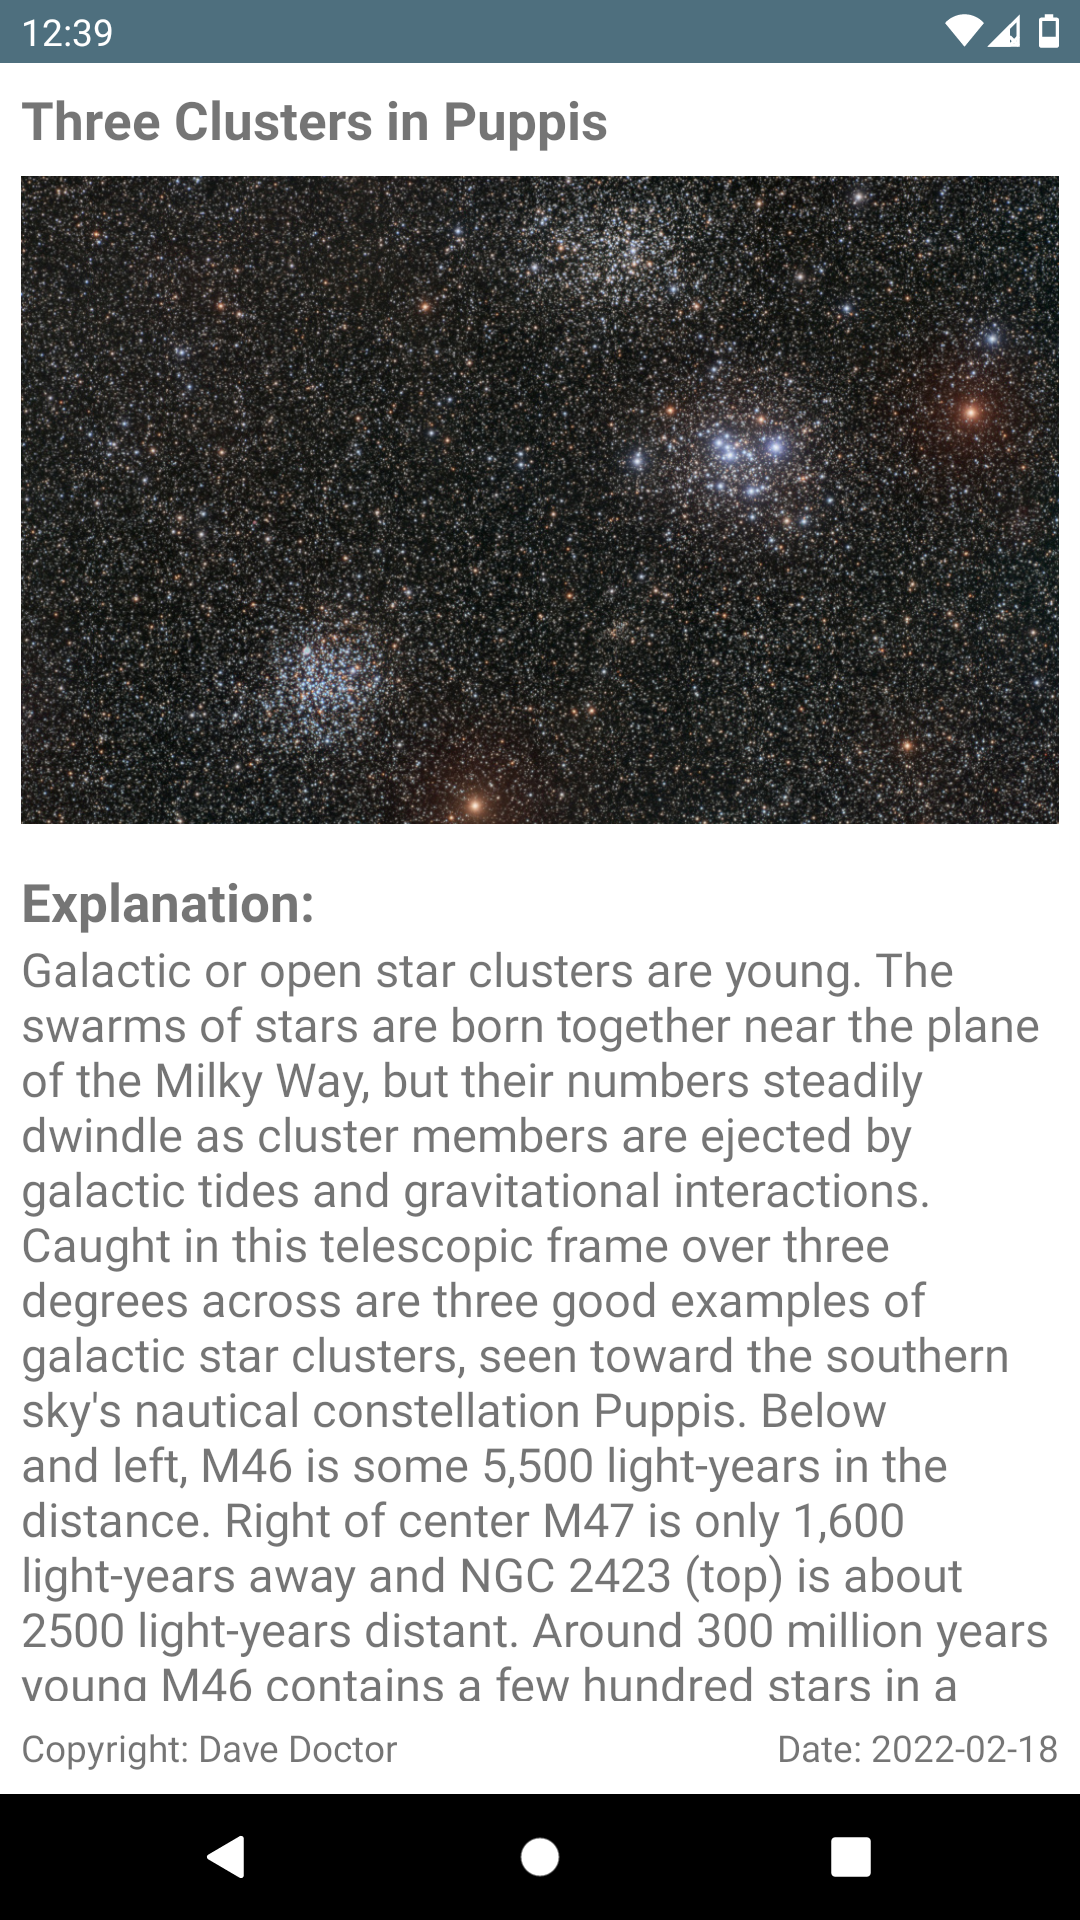 12:39
Three Clusters in Puppis
Explanation:
Galactic or open star clusters are young. The
swarms of stars are born together near the plane
of the Milky Way, but their numbers steadily
dwindle as cluster members are ejected by
galactic tides and gravitational interactions.
Caught in this telescopic frame over three
degrees across are three good examples of
galactic star clusters, seen toward the southern
sky's nautical constellation Puppis. Below
and left, M46 is some 5,500 light-years in the
distance. Right of center M47 is only 1,600
light-years away and NGC 2423 (top) is about
2500 light-years distant. Around 300 million years
young M46 contains a few hundred stars in a
Copyright: Dave Doctor
Date: 2022-02-18